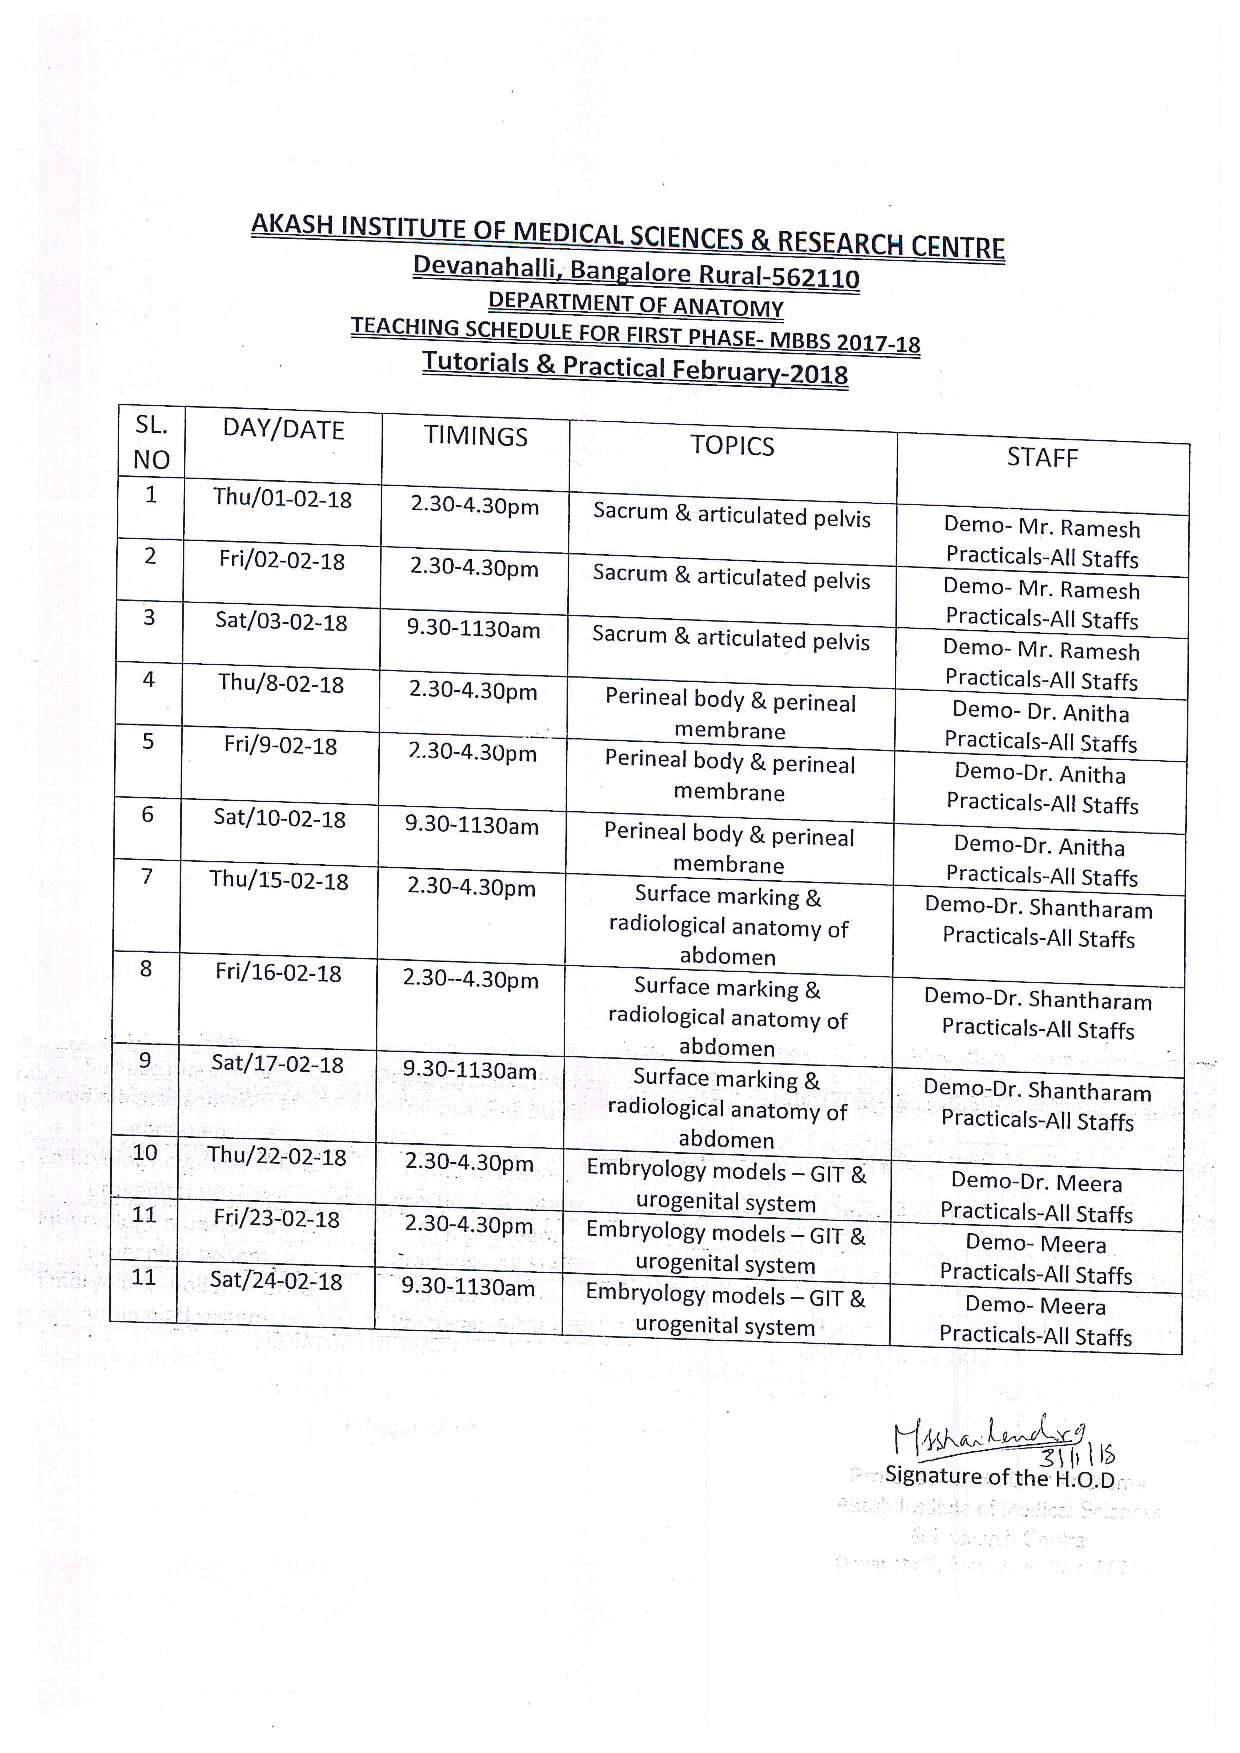 AKASH INSTITUTE OF MEDICAL SCIENCES & RESEARCH CENTRE
Devanahalli, Bangalore Rural-562110
DEPARTMENT OF ANATOMY
TEACHING SCHEDULE FOR FIRST PHASE- MBBS 2017-18
Tutorials & Practical February-2018
SL. NO DAY/DATE TIMINGS TOPICS STAFF
1 Thu/01-02-18 2.30-4.30pm Sacrum & articulated pelvis Demo- Mr. Ramesh
Practicals-All Staffs
2 Fri/02-02-18 2.30-4.30pm Sacrum & articulated pelvis Demo- Mr. Ramesh
Practicals-All Staffs
3 Sat/03-02-18 9.30-1130am Sacrum & articulated pelvis Demo- Mr. Ramesh
Practicals-All Staffs
4 Thu/8-02-18 2.30-4.30pm Perineal body & perineal Demo- Dr. Anitha
membrane Practicals-All Staffs
5 Fri/9-02-18 2.30-4.30pm Perineal body & perineal Demo-Dr. Anitha
membrane Practicals-All Staffs
6 Sat/10-02-18 9.30-1130am Perineal body & perineal Demo-Dr. Anitha
membrane Practicals-All Staffs
7 Thu/15-02-18 2.30-4.30pm Surface marking & Demo-Dr. Shantharam
radiological anatomy of Practicals-All Staffs
abdomen
8 Fri/16-02-18 2.30--4.30pm Surface marking & Demo-Dr. Shantharam
radiological anatomy of Practicals-All Staffs
abdomen
9 Sat/17-02-18 9.30-1130am Surface marking & Demo-Dr. Shantharam
radiological anatomy of Practicals-All Staffs
abdomen
10 Thu/22-02-18 2.30-4.30pm Embryology models – GIT & Demo-Dr. Meera
urogenital system Practicals-All Staffs
11 Fri/23-02-18 2.30-4.30pm Embryology models – GIT & Demo- Meera
urogenital system Practicals-All Staffs
11 Sat/24-02-18 9.30-1130am Embryology models – GIT & Demo- Meera
urogenital system Practicals-All Staffs
31/1/18
Signature of the H.O.D